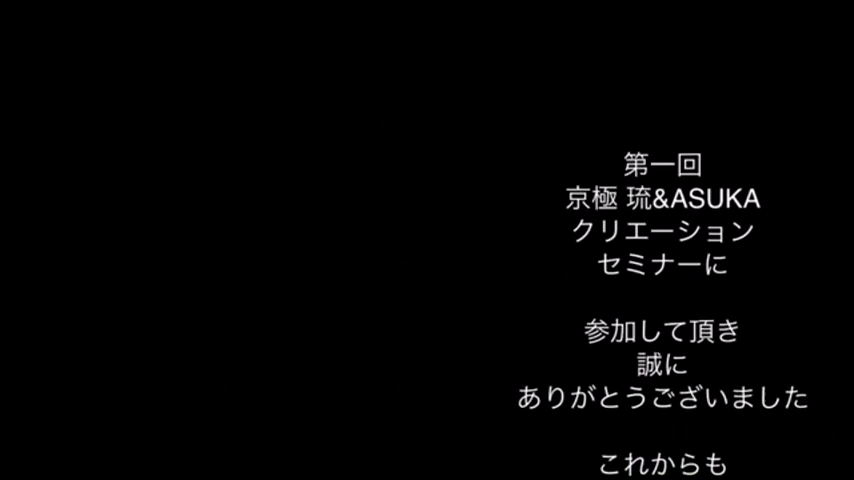 第一回
京極 琉&ASUKA
クリエーション
セミナーに
参加して頂き
誠に
ありがとうございました
これからも